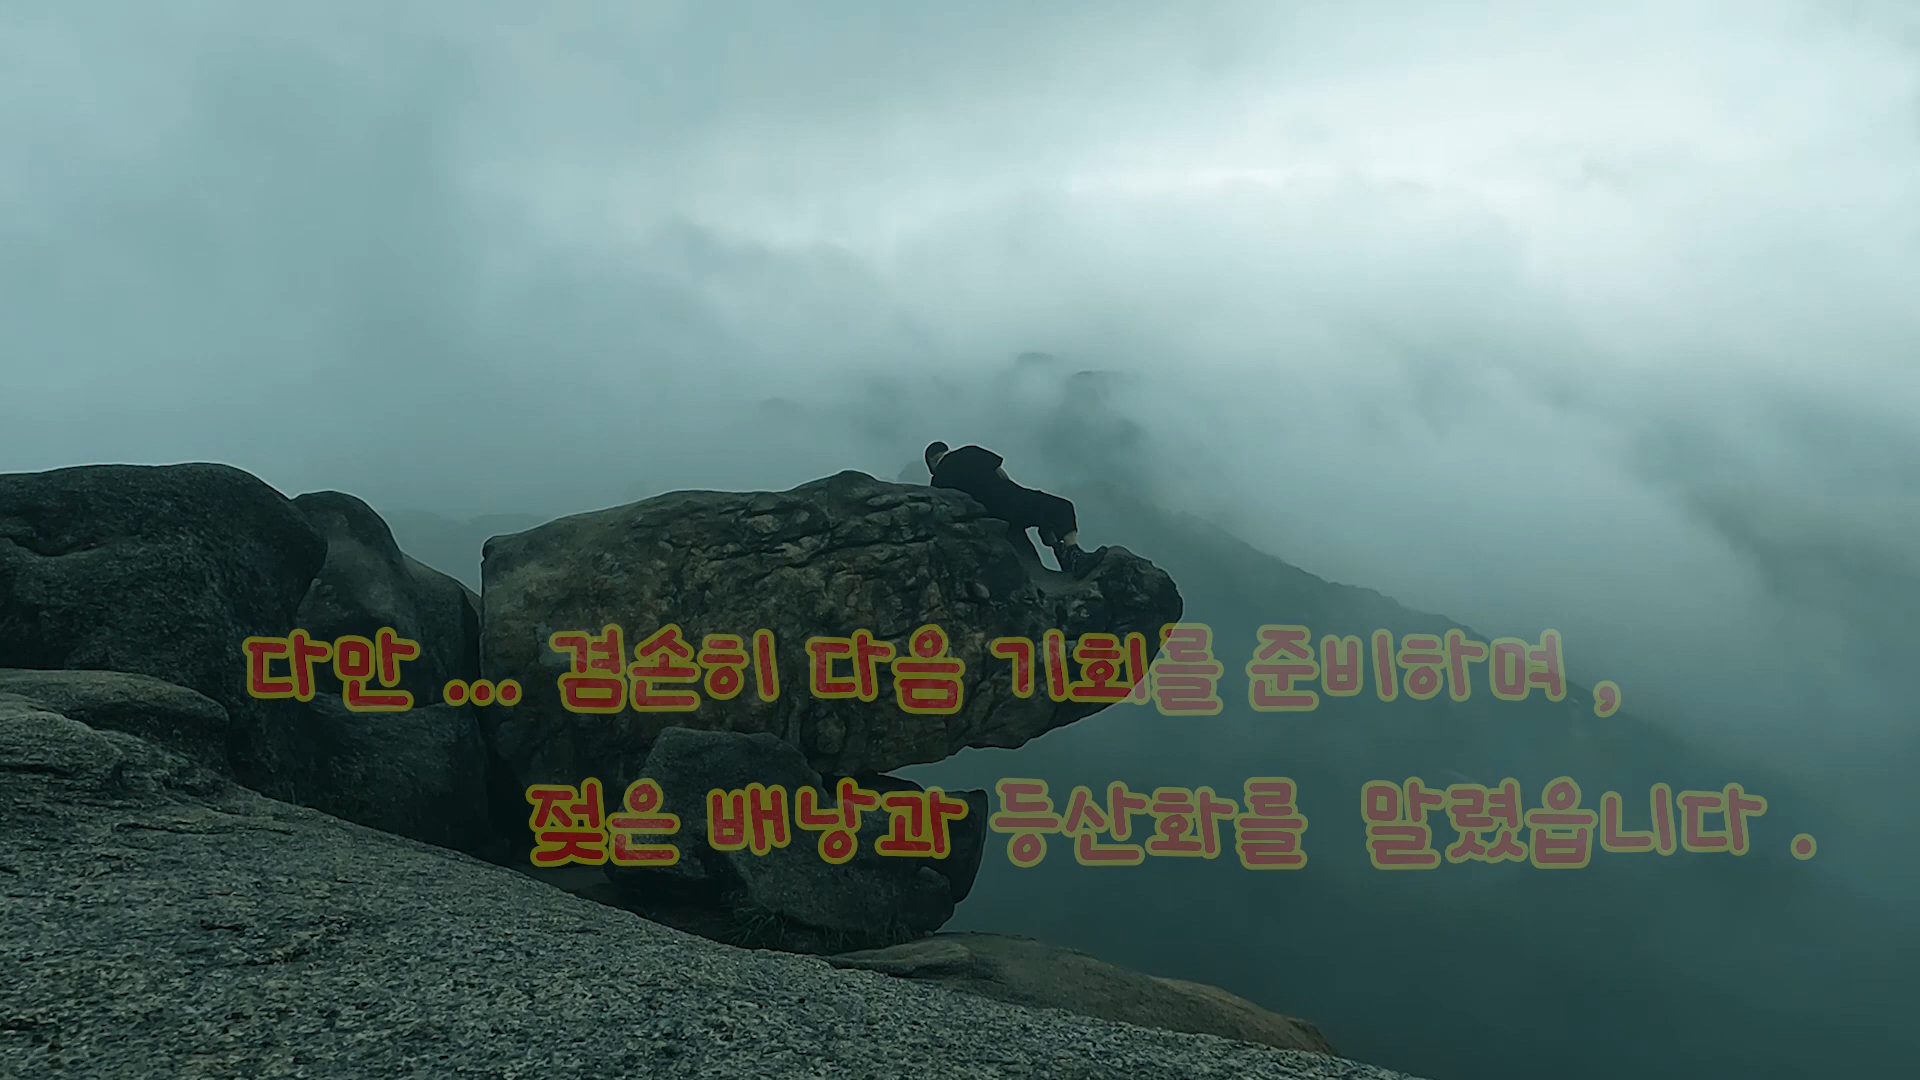 다만 ... 겸손히 다음 기회를 준비하며 ,
젖은 배낭과 등산화를 말렸읍니다 .